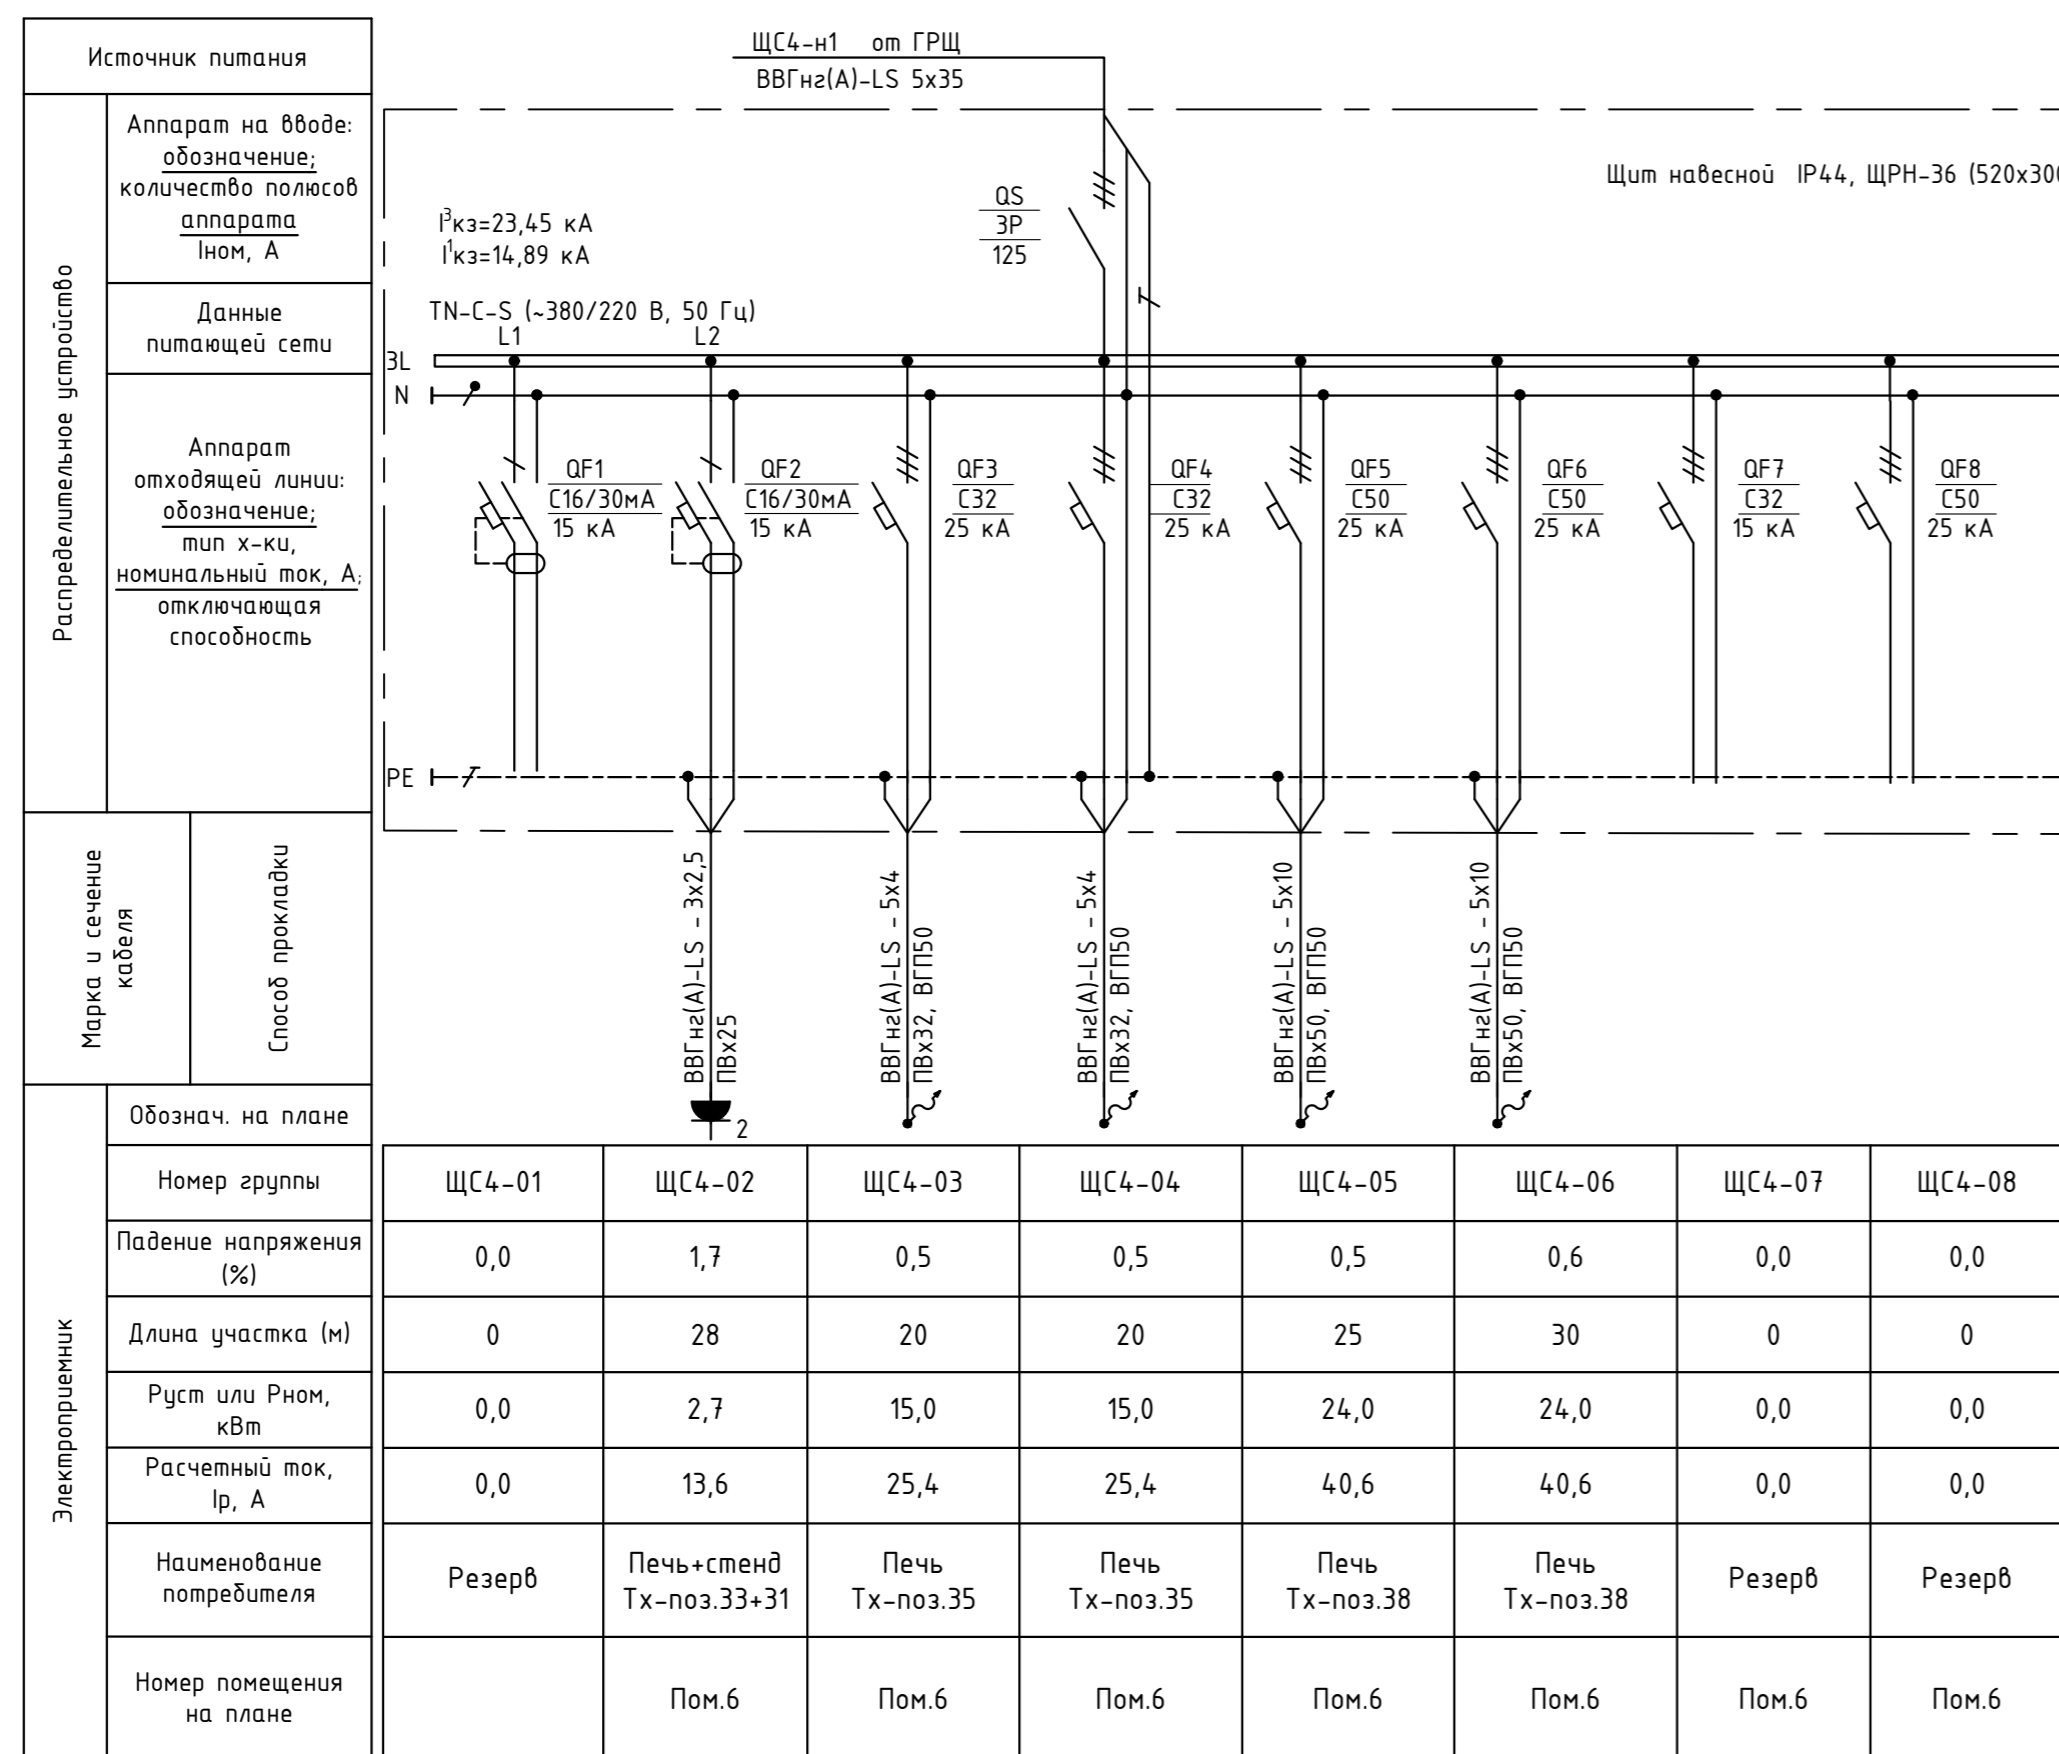 Источник питания
ЩС4-н1 от ГРЩ
ВВГнг(А)-LS 5х35
Распределительное устройство
Аппарат на вводе:
обозначение;
количество полюсов
аппарата
Iном, А
Щит навесной IP44, ЩРН-36 (520х300
I³кз=23,45 кА
I¹кз=14,89 кА
QS
3P
125
Данные
питающей сети
TN-C-S (~380/220 В, 50 Гц)
L1
L2
3L
N
Аппарат
отходящей линии:
обозначение;
тип х-ки,
номинальный ток, А;
отключающая
способность
QF1
C16/30мА
15 кА
QF2
C16/30мА
15 кА
QF3
C32
25 кА
QF4
C32
25 кА
QF5
C50
25 кА
QF6
C50
25 кА
QF7
C32
15 кА
QF8
C50
25 кА
PE
Марка и сечение
кабеля
Способ прокладки
ВВГнг(А)-LS - 3х2,5
ПВх25
ВВГнг(А)-LS - 5х4
ПВх32, ВГП50
ВВГнг(А)-LS - 5х4
ПВх32, ВГП50
ВВГнг(А)-LS - 5х10
ПВх50, ВГП50
ВВГнг(А)-LS - 5х10
ПВх50, ВГП50
Электроприемник
Обознач. на плане
2
Номер группы
ЩС4-01 ЩС4-02 ЩС4-03 ЩС4-04 ЩС4-05 ЩС4-06 ЩС4-07 ЩС4-08
Падение напряжения
(%)
0,0 1,7 0,5 0,5 0,5 0,6 0,0 0,0
Длина участка (м)
0 28 20 20 25 30 0 0
Руст или Рном,
кВт
0,0 2,7 15,0 15,0 24,0 24,0 0,0 0,0
Расчетный ток,
Iр, А
0,0 13,6 25,4 25,4 40,6 40,6 0,0 0,0
Наименование
потребителя
Резерв
Печь+стенд
Тх-поз.33+31
Печь
Тх-поз.35
Печь
Тх-поз.35
Печь
Тх-поз.38
Печь
Тх-поз.38
Резерв
Резерв
Номер помещения
на плане
Пом.6 Пом.6 Пом.6 Пом.6 Пом.6 Пом.6 Пом.6